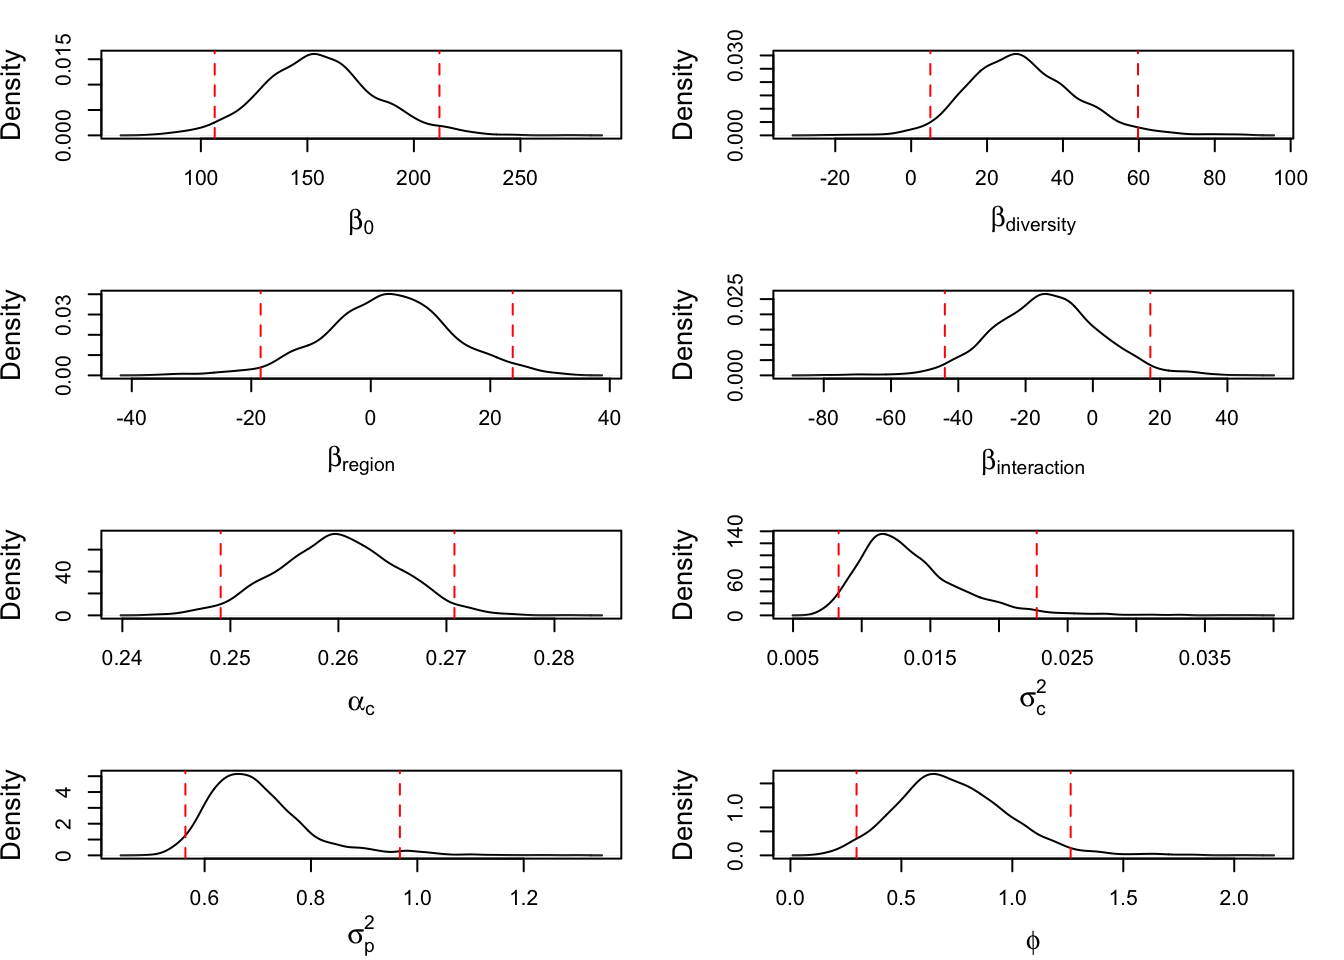 Density
0.000 0.015
100 150 200 250
β0
Density
0.000 0.030
-20 0 20 40 60 80 100
βdiversity
Density
0.00 0.03
-40 -20 0 20 40
βregion
Density
0.000 0.025
-80 -60 -40 -20 0 20 40
βinteraction
Density
0 40
0.24 0.25 0.26 0.27 0.28
αc
Density
0 60 140
0.005 0.015 0.025 0.035
σ²c
Density
0 2 4
0.6 0.8 1.0 1.2
σ²p
Density
0.0 1.0
0.0 0.5 1.0 1.5 2.0
ϕ